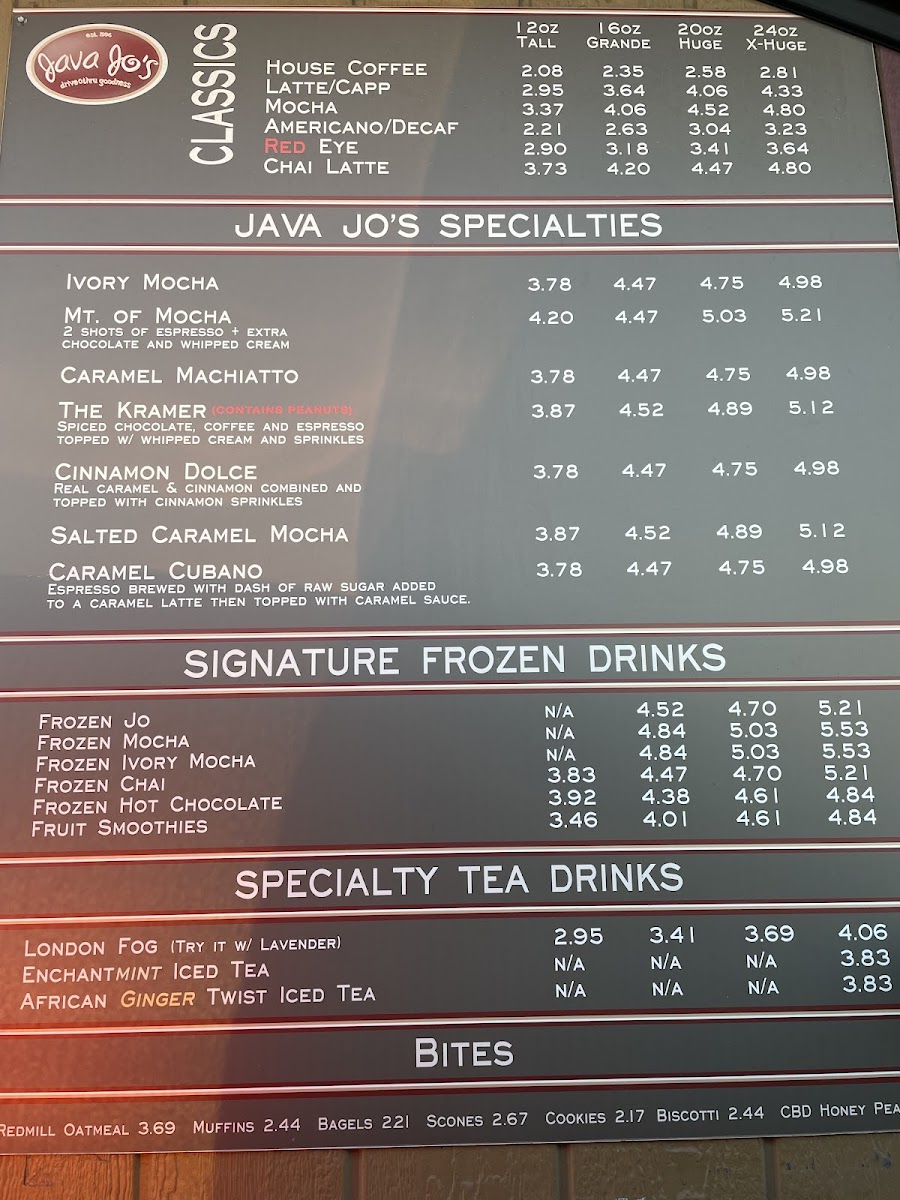 est. 1996
Java Jo's
drive thru goodness
CLASSICS
12oz 16oz 20oz 24oz
Tall Grande Huge X-Huge
House Coffee 2.08 2.35 2.58 2.81
Latte/Capp 2.95 3.64 4.06 4.33
Mocha 3.37 4.06 4.52 4.80
Americano/Decaf 2.21 2.63 3.04 3.23
Red Eye 2.90 3.18 3.41 3.64
Chai Latte 3.73 4.20 4.47 4.80
JAVA JO'S SPECIALTIES
Ivory Mocha 3.78 4.47 4.75 4.98
Mt. of Mocha 4.20 4.47 5.03 5.21
2 shots of espresso + extra
chocolate and whipped cream
Caramel Machiatto 3.78 4.47 4.75 4.98
The Kramer (contains peanuts) 3.87 4.52 4.89 5.12
Spiced chocolate, coffee and espresso
topped w/ whipped cream and sprinkles
Cinnamon Dolce 3.78 4.47 4.75 4.98
Real caramel & cinnamon combined and
topped with cinnamon sprinkles
Salted Caramel Mocha 3.87 4.52 4.89 5.12
Caramel Cubano 3.78 4.47 4.75 4.98
Espresso brewed with dash of raw sugar added
to a caramel latte then topped with caramel sauce.
SIGNATURE FROZEN DRINKS
Frozen Jo N/A 4.52 4.70 5.21
Frozen Mocha N/A 4.84 5.03 5.53
Frozen Ivory Mocha N/A 4.84 5.03 5.53
Frozen Chai 3.83 4.47 4.70 5.21
Frozen Hot Chocolate 3.92 4.38 4.61 4.84
Fruit Smoothies 3.46 4.01 4.61 4.84
SPECIALTY TEA DRINKS
London Fog (Try it w/ Lavender) 2.95 3.41 3.69 4.06
Enchantmint Iced Tea N/A N/A N/A 3.83
African Ginger Twist Iced Tea N/A N/A N/A 3.83
Bites
Redmill Oatmeal 3.69 Muffins 2.44 Bagels 221 Scones 2.67 Cookies 2.17 Biscotti 2.44 CBD Honey Pea